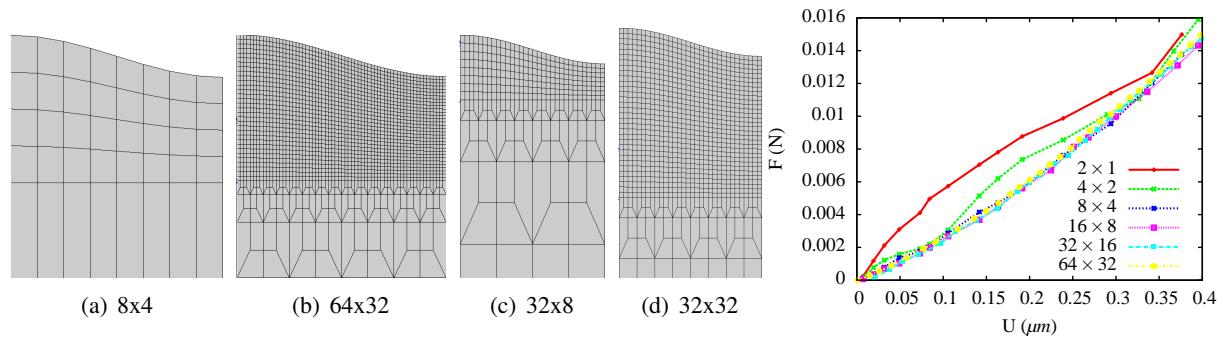 (a) 8x4
(b) 64x32
(c) 32x8
(d) 32x32
F (N)
0.016
0.014
0.012
0.01
0.008
0.006
0.004
0.002
0
2 × 1
4 × 2
8 × 4
16 × 8
32 × 16
64 × 32
0 0.05 0.1 0.15 0.2 0.25 0.3 0.35 0.4
U (μm)